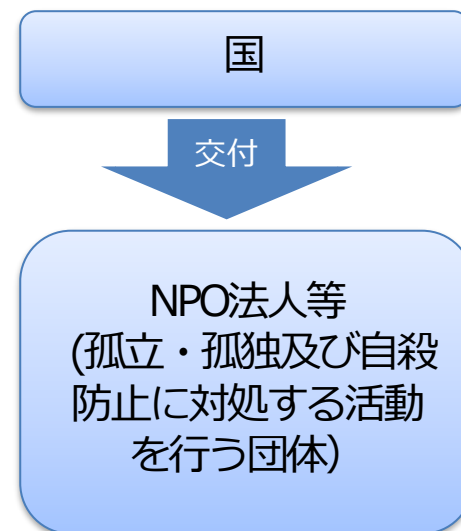 国
交付
NPO法人等
(孤立・孤独及び自殺
防止に対処する活動
を行う団体）